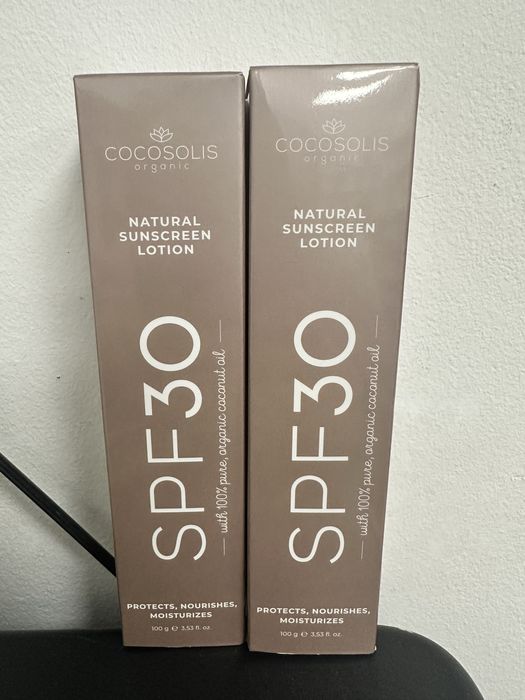 COCOSOLIS
organic
NATURAL
SUNSCREEN
LOTION
SPF30
with 100% pure, organic coconut oil
PROTECTS, NOURISHES,
MOISTURIZES
100 g ℮ 3,53 fl. oz.
COCOSOLIS
organic
NATURAL
SUNSCREEN
LOTION
SPF30
with 100% pure, organic coconut oil
PROTECTS, NOURISHES,
MOISTURIZES
100 g ℮ 3,53 fl. oz.